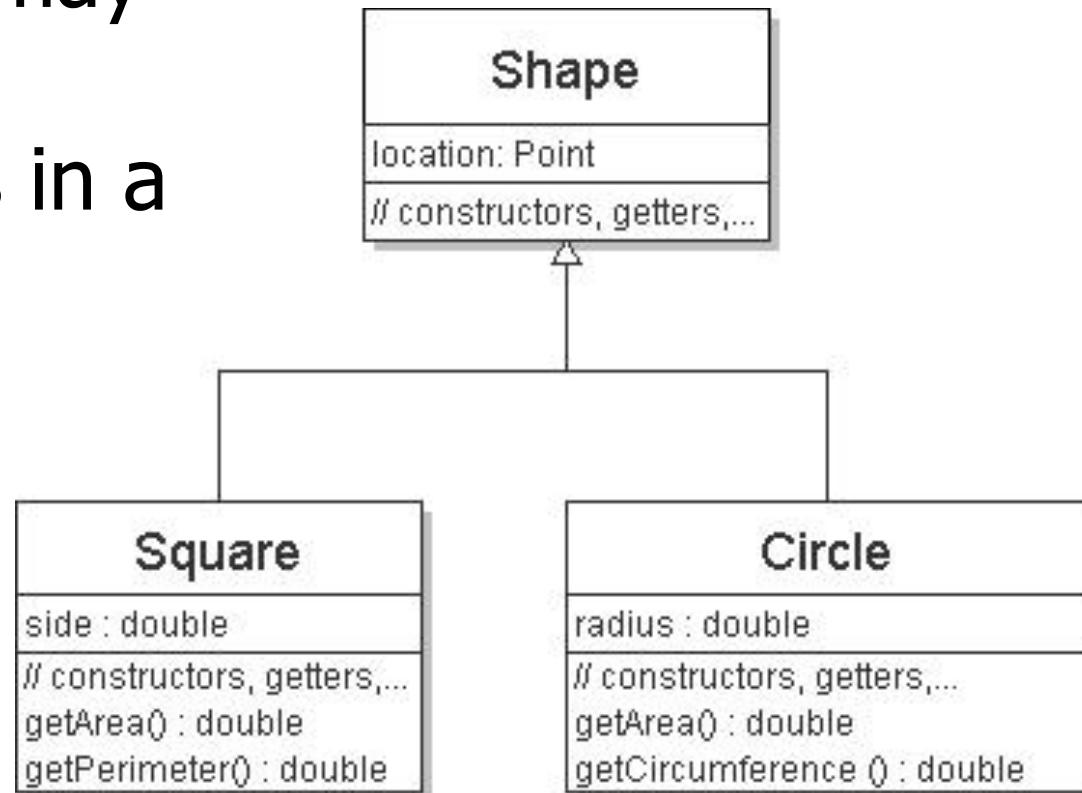 in a
Shape
location: Point
// constructors, getters,...
Square
side : double
// constructors, getters,...
getArea() : double
getPerimeter() : double
Circle
radius : double
// constructors, getters,...
getArea() : double
getCircumference () : double